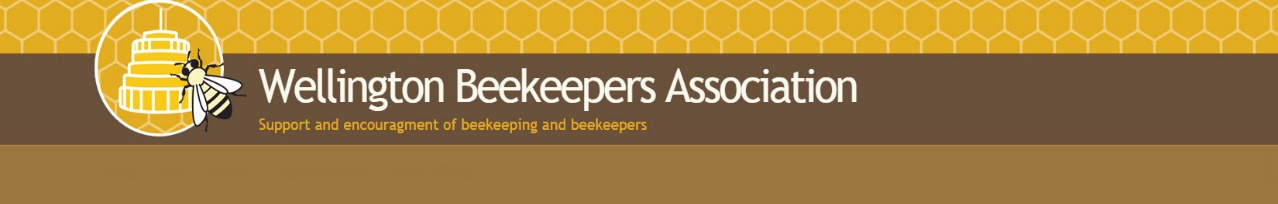 Wellington Beekeepers Association
Support and encouragment of beekeeping and beekeepers